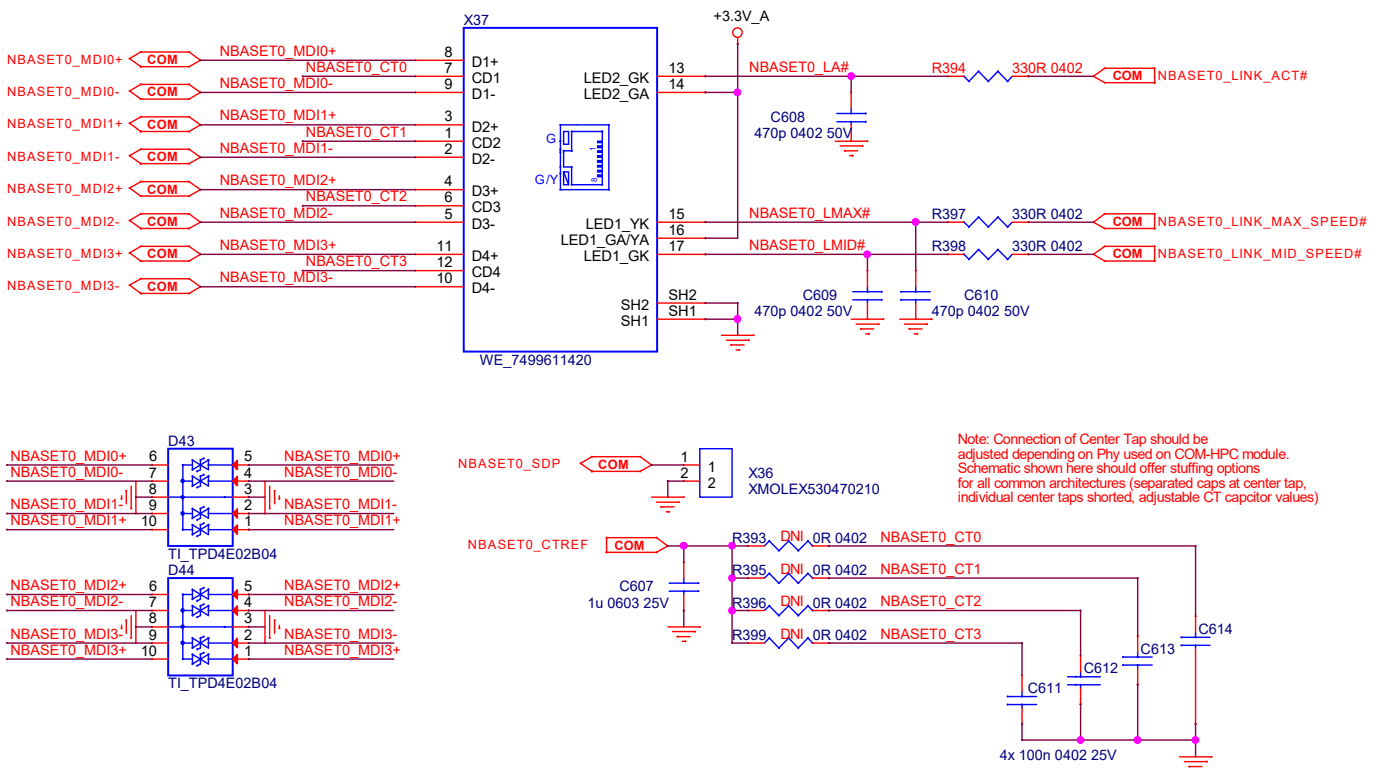 X37
+3.3V_A
NBASET0_MDI0+ COM NBASET0_MDI0+ 8 D1+
NBASET0_CT0 7 CD1
NBASET0_MDI0- COM NBASET0_MDI0- 9 D1-
NBASET0_MDI1+ COM NBASET0_MDI1+ 3 D2+
NBASET0_CT1 1 CD2
NBASET0_MDI1- COM NBASET0_MDI1- 2 D2-
NBASET0_MDI2+ COM NBASET0_MDI2+ 4 D3+
NBASET0_CT2 6 CD3
NBASET0_MDI2- COM NBASET0_MDI2- 5 D3-
NBASET0_MDI3+ COM NBASET0_MDI3+ 11 D4+
NBASET0_CT3 12 CD4
NBASET0_MDI3- COM NBASET0_MDI3- 10 D4-
G
G/Y
1
8
LED2_GK 13 NBASET0_LA# R394 330R 0402 COM NBASET0_LINK_ACT#
LED2_GA 14
C608
470p 0402 50V
LED1_YK 15 NBASET0_LMAX# R397 330R 0402 COM NBASET0_LINK_MAX_SPEED#
LED1_GA/YA 16
LED1_GK 17 NBASET0_LMID# R398 330R 0402 COM NBASET0_LINK_MID_SPEED#
C609
470p 0402 50V
C610
470p 0402 50V
SH2 SH2
SH1 SH1
WE_7499611420
D43
NBASET0_MDI0+ 6 5 NBASET0_MDI0+
NBASET0_MDI0- 7 4 NBASET0_MDI0-
8 3
NBASET0_MDI1- 9 2 NBASET0_MDI1-
NBASET0_MDI1+ 10 1 NBASET0_MDI1+
TI_TPD4E02B04
D44
NBASET0_MDI2+ 6 5 NBASET0_MDI2+
NBASET0_MDI2- 7 4 NBASET0_MDI2-
8 3
NBASET0_MDI3- 9 2 NBASET0_MDI3-
NBASET0_MDI3+ 10 1 NBASET0_MDI3+
TI_TPD4E02B04
NBASET0_SDP COM 1 1
2 2
X36
XMOLEX530470210
Note: Connection of Center Tap should be
adjusted depending on Phy used on COM-HPC module.
Schematic shown here should offer stuffing options
for all common architectures (separated caps at center tap,
individual center taps shorted, adjustable CT capcitor values)
NBASET0_CTREF COM R393 DNI 0R 0402 NBASET0_CT0
R395 DNI 0R 0402 NBASET0_CT1
R396 DNI 0R 0402 NBASET0_CT2
R399 DNI 0R 0402 NBASET0_CT3
C607
1u 0603 25V
C614
C613
C612
C611
4x 100n 0402 25V